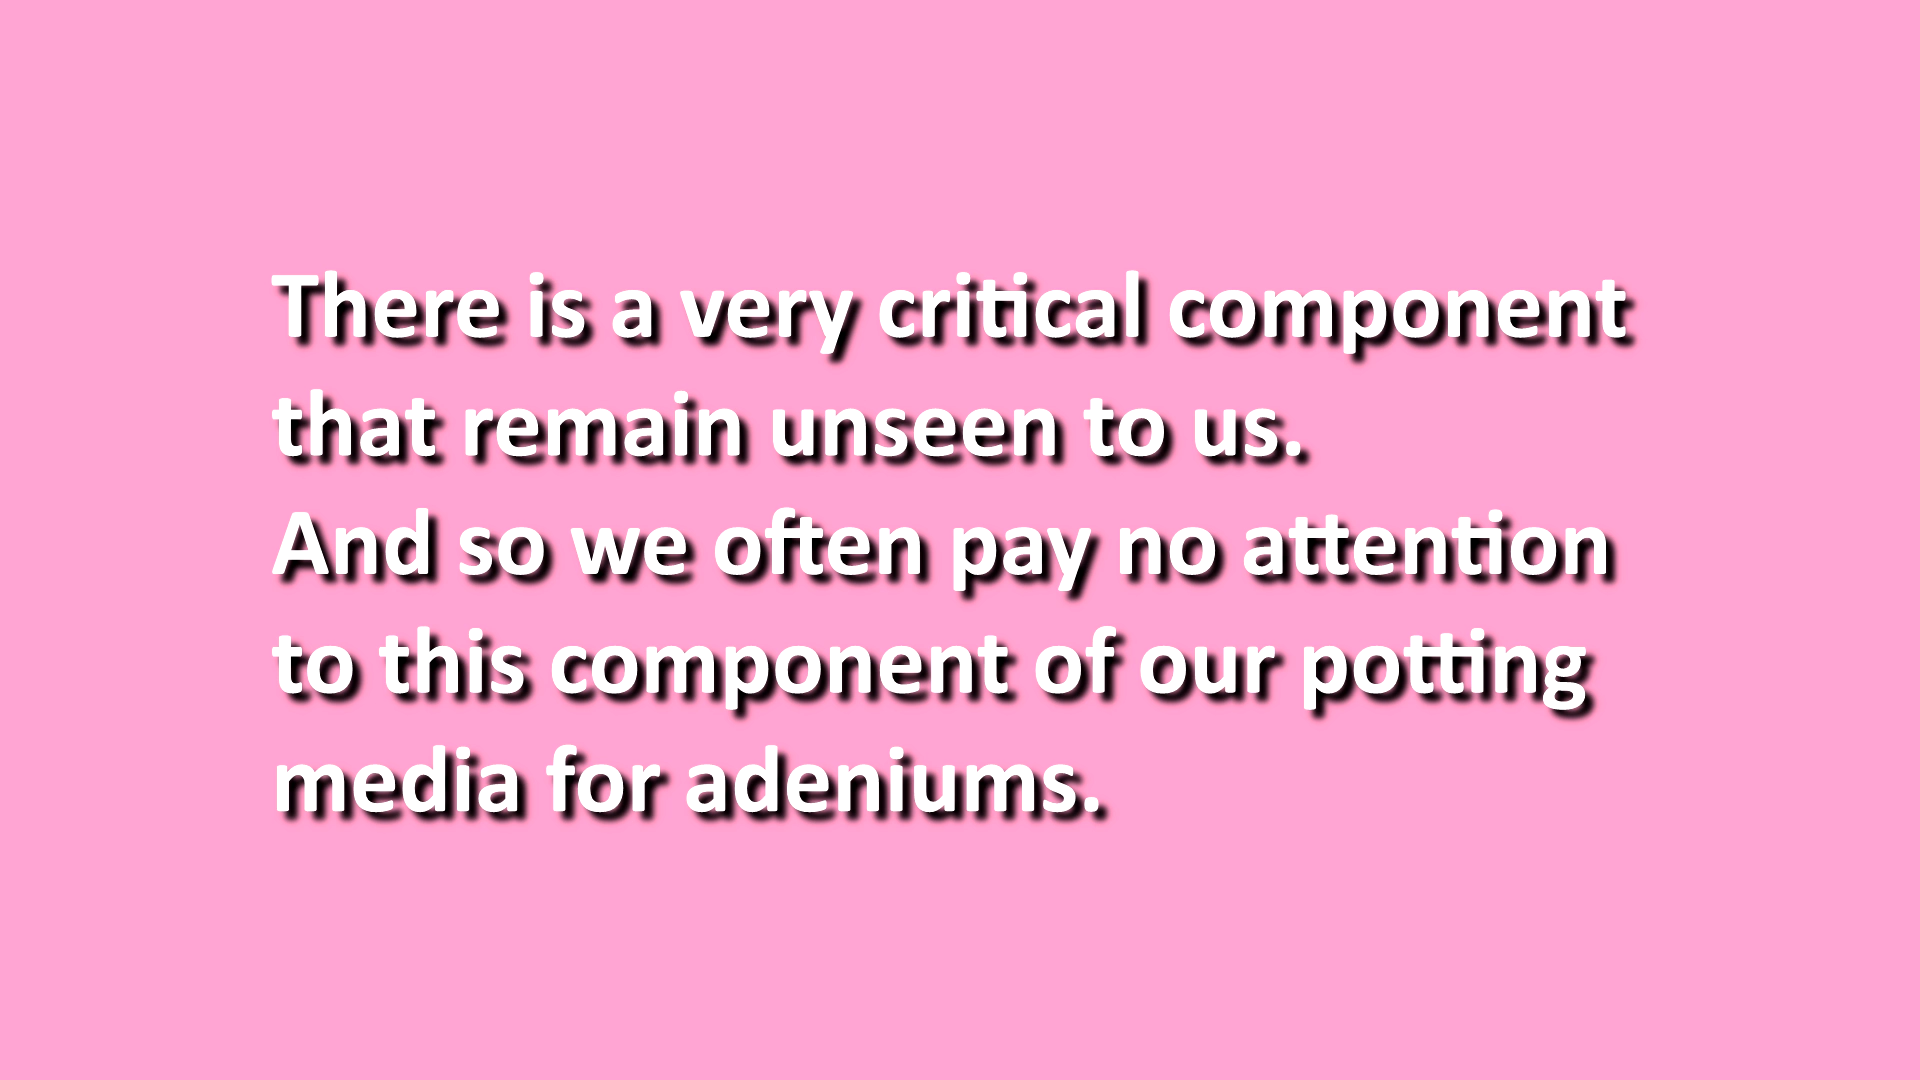 There is a very critical component
that remain unseen to us.
And so we often pay no attention
to this component of our potting
media for adeniums.